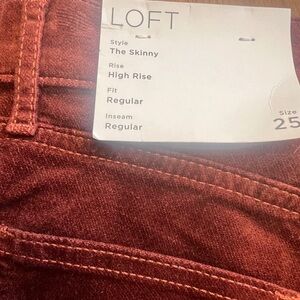 LOFT
Style
The Skinny
Rise
High Rise
Fit
Regular
Inseam
Regular
Size
25